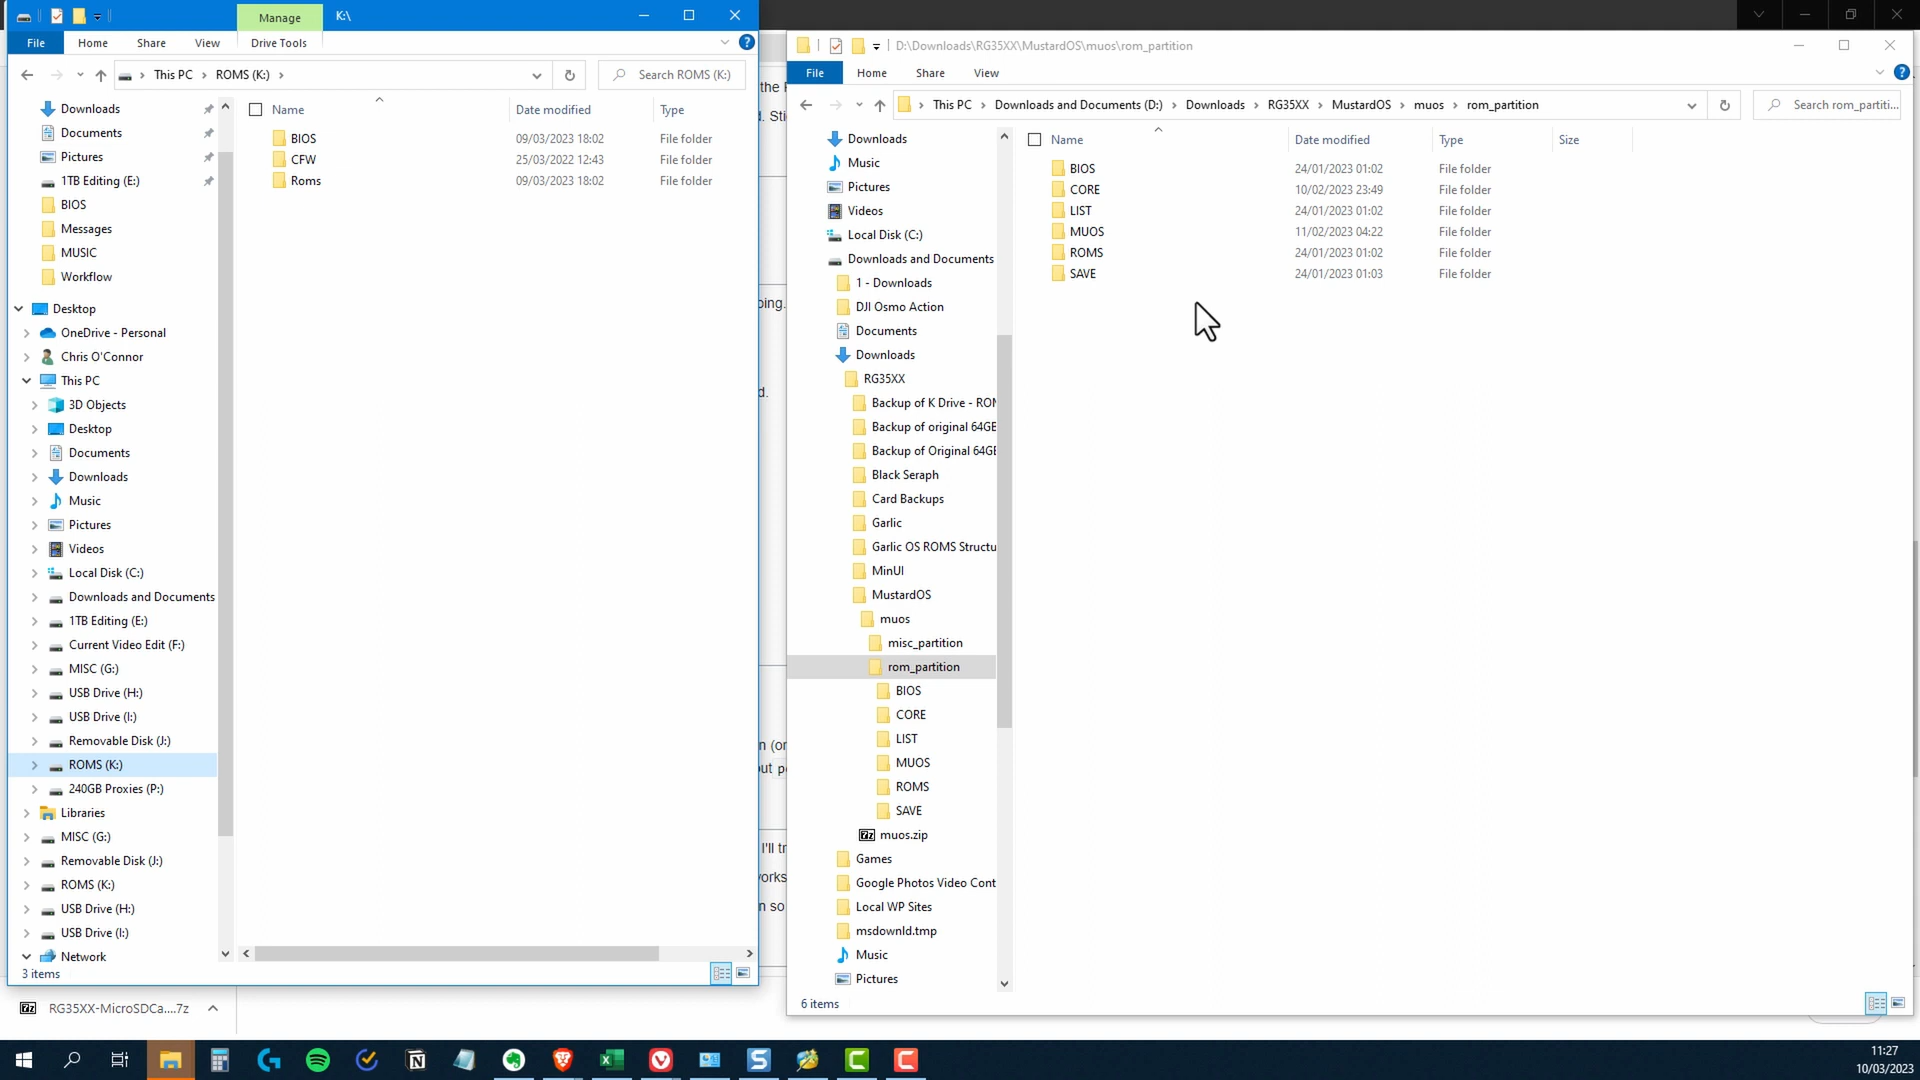 Manage
K:\
File
Home
Share
View
Drive Tools
This PC
ROMS (K:)
Search ROMS (K:)
Downloads
Documents
Pictures
1TB Editing (E:)
BIOS
Messages
MUSIC
Workflow
Desktop
OneDrive - Personal
Chris O'Connor
This PC
3D Objects
Desktop
Documents
Downloads
Music
Pictures
Videos
Local Disk (C:)
Downloads and Documents
1TB Editing (E:)
Current Video Edit (F:)
MISC (G:)
USB Drive (H:)
USB Drive (I:)
Removable Disk (J:)
ROMS (K:)
240GB Proxies (P:)
Libraries
MISC (G:)
Removable Disk (J:)
ROMS (K:)
USB Drive (H:)
USB Drive (I:)
Network
3 items
Name Date modified Type
BIOS 09/03/2023 18:02 File folder
CFW 25/03/2022 12:43 File folder
Roms 09/03/2023 18:02 File folder
the
d. Sti
ping.
d.
n (or
out p
I'll tr
vorks
n so
D:\Downloads\RG35XX\MustardOS\muos\rom_partition
File
Home
Share
View
This PC
Downloads and Documents (D:)
Downloads
RG35XX
MustardOS
muos
rom_partition
Search rom_partiti...
Downloads
Music
Pictures
Videos
Local Disk (C:)
Downloads and Documents
1 - Downloads
DJI Osmo Action
Documents
Downloads
RG35XX
Backup of K Drive - ROM
Backup of original 64GB
Backup of Original 64GB
Black Seraph
Card Backups
Garlic
Garlic OS ROMS Structu
MinUI
MustardOS
muos
misc_partition
rom_partition
BIOS
CORE
LIST
MUOS
ROMS
SAVE
muos.zip
Games
Google Photos Video Cont
Local WP Sites
msdownld.tmp
Music
Pictures
6 items
Name Date modified Type Size
BIOS 24/01/2023 01:02 File folder
CORE 10/02/2023 23:49 File folder
LIST 24/01/2023 01:02 File folder
MUOS 11/02/2023 04:22 File folder
ROMS 24/01/2023 01:02 File folder
SAVE 24/01/2023 01:03 File folder
RG35XX-MicroSDCa....7z
11:27
10/03/2023